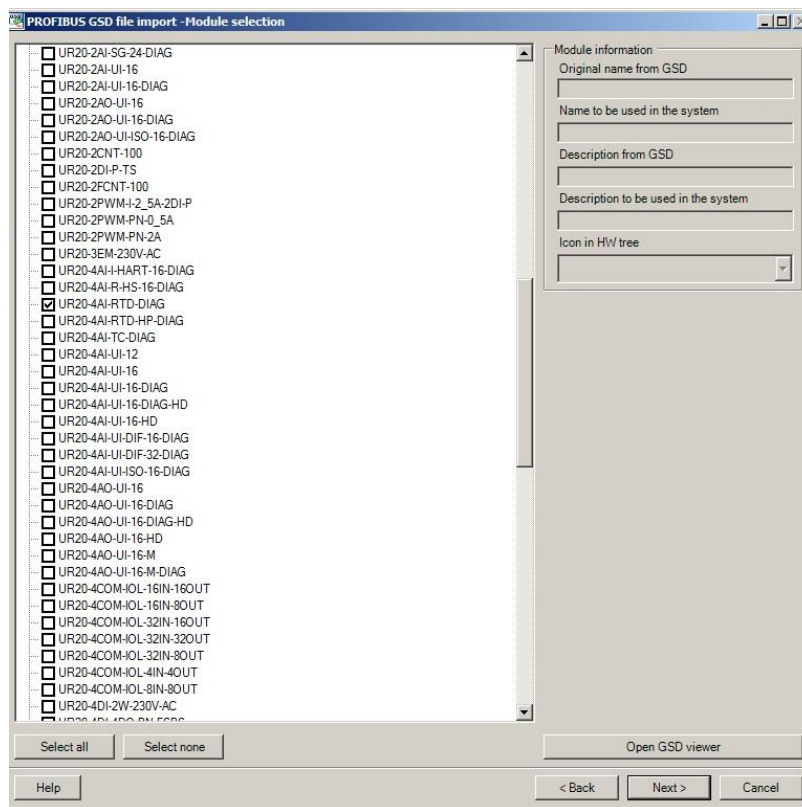 PROFIBUS GSD file import -Module selection
UR20-2AI-SG-24-DIAG
UR20-2AI-UI-16
UR20-2AI-UI-16-DIAG
UR20-2AO-UI-16
UR20-2AO-UI-16-DIAG
UR20-2AO-UI-ISO-16-DIAG
UR20-2CNT-100
UR20-2DI-P-TS
UR20-2FCNT-100
UR20-2PWM-I-2_5A-2DI-P
UR20-2PWM-PN-0_5A
UR20-2PWM-PN-2A
UR20-3EM-230V-AC
UR20-4AI-I-HART-16-DIAG
UR20-4AI-R-HS-16-DIAG
UR20-4AI-RTD-DIAG
UR20-4AI-RTD-HP-DIAG
UR20-4AI-TC-DIAG
UR20-4AI-UI-12
UR20-4AI-UI-16
UR20-4AI-UI-16-DIAG
UR20-4AI-UI-16-DIAG-HD
UR20-4AI-UI-16-HD
UR20-4AI-UI-DIF-16-DIAG
UR20-4AI-UI-DIF-32-DIAG
UR20-4AI-UI-ISO-16-DIAG
UR20-4AO-UI-16
UR20-4AO-UI-16-DIAG
UR20-4AO-UI-16-DIAG-HD
UR20-4AO-UI-16-HD
UR20-4AO-UI-16-M
UR20-4AO-UI-16-M-DIAG
UR20-4COM-IOL-16IN-16OUT
UR20-4COM-IOL-16IN-8OUT
UR20-4COM-IOL-32IN-16OUT
UR20-4COM-IOL-32IN-32OUT
UR20-4COM-IOL-32IN-8OUT
UR20-4COM-IOL-4IN-4OUT
UR20-4COM-IOL-8IN-8OUT
UR20-4DI-2W-230V-AC
Module information
Original name from GSD
Name to be used in the system
Description from GSD
Description to be used in the system
Icon in HW tree
Select all
Select none
Open GSD viewer
Help
< Back
Next >
Cancel